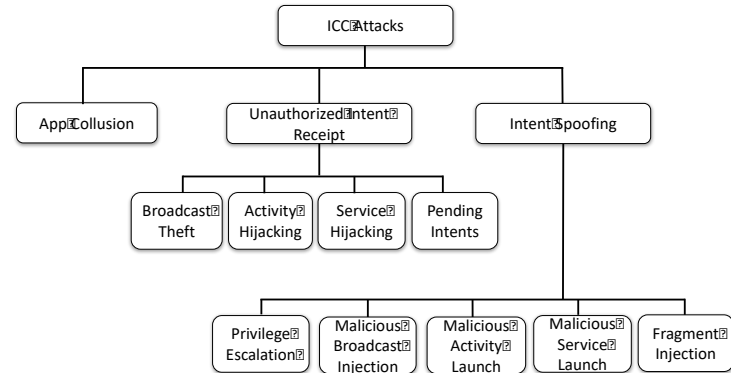 ICC Attacks
App Collusion
Unauthorized Intent
Receipt
Intent Spoofing
Broadcast
Theft
Activity
Hijacking
Service
Hijacking
Pending
Intents
Privilege
Escalation
Malicious
Broadcast
Injection
Malicious
Activity
Launch
Malicious
Service
Launch
Fragment
Injection